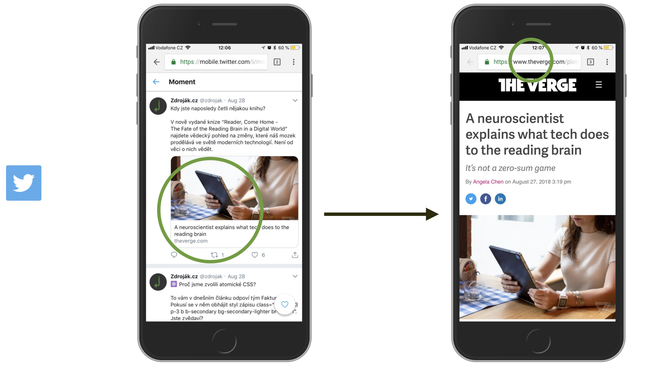 Vodafone CZ 12:06 60 %
https://mobile.twitter.com/i/mo
Moment
Zdroják.cz @zdrojak · Aug 28
Kdy jste naposledy četli nějakou knihu?
V nově vydané knize "Reader, Come Home -
The Fate of the Reading Brain in a Digital World"
najdete vědecký pohled na změny, které náš mozek
prodělává ve světě moderních technologií. Není od
věci o nich vědět.
A neuroscientist explains what tech does to the
reading brain
theverge.com
1 6
Zdroják.cz @zdrojak · Aug 28
Proč jsme zvolili atomické CSS?
To vám v dnešním článku odpoví tým Faktur
Pokusí se v něm obhájit styl zápisu class="
p-3 b b-secondary bg-secondary-lighter br
Jste zvědaví?
3
Vodafone CZ 12:07 60 %
https://www.theverge.com/pla
THE VERGE
A neuroscientist
explains what tech does
to the reading brain
It's not a zero-sum game
By Angela Chen on August 27, 2018 3:19 pm